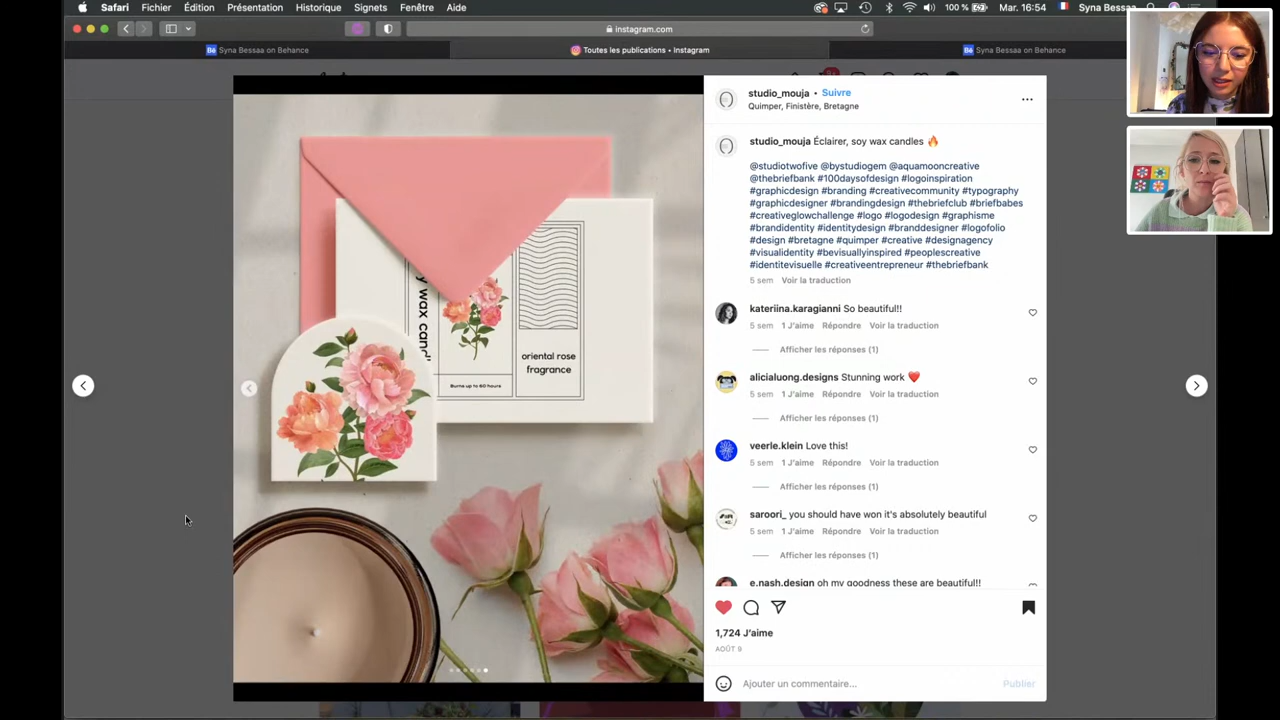 Safari Fichier Édition Présentation Historique Signets Fenêtre Aide
100 % Mar. 16:54 Syna Bessaa
instagram.com
Bē Syna Bessaa on Behance
Toutes les publications • Instagram
Bē Syna Bessaa on Behance
studio_mouja • Suivre
Quimper, Finistère, Bretagne
studio_mouja Éclairer, soy wax candles 🔥
@studiotwofive @bystudiogem @aquamooncreative
@thebriefbank #100daysofdesign #logoinspiration
#graphicdesign #branding #creativecommunity #typography
#graphicdesigner #brandingdesign #thebriefclub #briefbabes
#creativeglowchallenge #logo #logodesign #graphisme
#brandidentity #identitydesign #branddesigner #logofolio
#design #bretagne #quimper #creative #designagency
#visualidentity #bevisuallyinspired #peoplescreative
#identitevisuelle #creativeentrepreneur #thebriefbank
5 sem Voir la traduction
kateriina.karagianni So beautiful!!
5 sem 1 J'aime Répondre Voir la traduction
Afficher les réponses (1)
alicialuong.designs Stunning work ❤️
5 sem 1 J'aime Répondre Voir la traduction
Afficher les réponses (1)
veerle.klein Love this!
5 sem 1 J'aime Répondre Voir la traduction
Afficher les réponses (1)
saroori_ you should have won it's absolutely beautiful
5 sem 1 J'aime Répondre Voir la traduction
Afficher les réponses (1)
e.nash.design oh my goodness these are beautiful!!
1,724 J'aime
AOÛT 9
Ajouter un commentaire...
Publier
y wax can
oriental rose
fragrance
Burns up to 60 hours